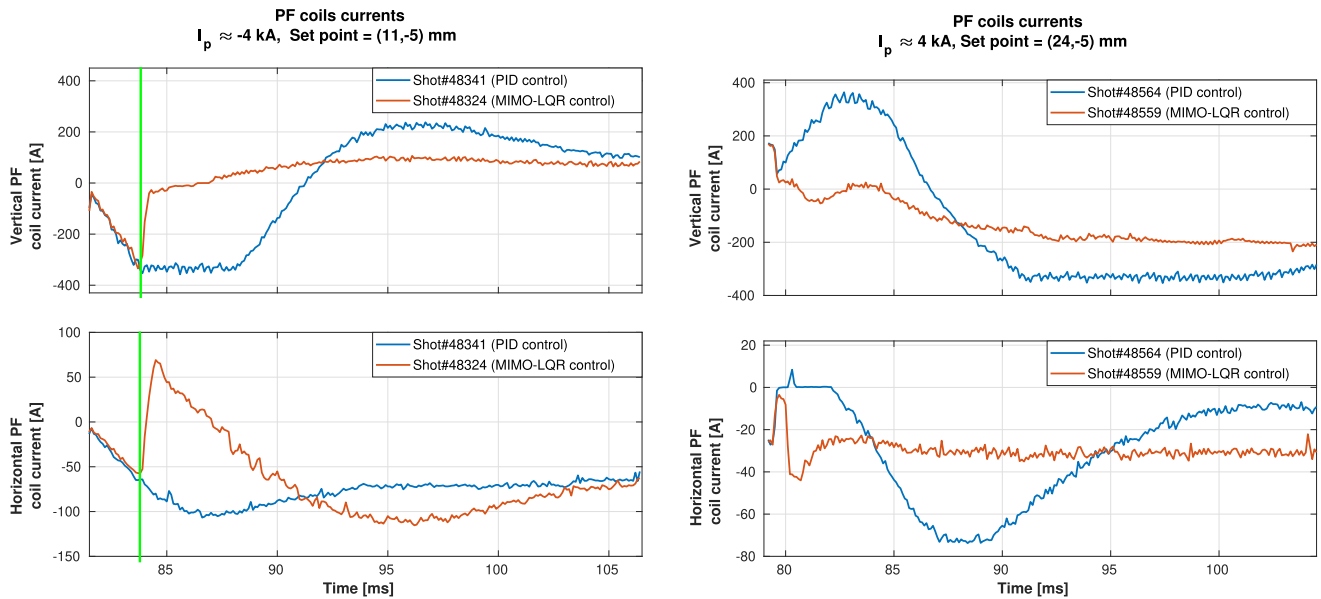 PF coils currents
I p ≈ -4 kA, Set point = (11,-5) mm
Vertical PF
coil current [A]
400
200
0
-200
-400
Shot#48341 (PID control)
Shot#48324 (MIMO-LQR control)
Horizontal PF
coil current [A]
100
50
0
-50
-100
-150
Shot#48341 (PID control)
Shot#48324 (MIMO-LQR control)
85 90 95 100 105
Time [ms]
PF coils currents
I p ≈ 4 kA, Set point = (24,-5) mm
Vertical PF
coil current [A]
400
200
0
-200
-400
Shot#48564 (PID control)
Shot#48559 (MIMO-LQR control)
Horizontal PF
coil current [A]
20
0
-20
-40
-60
-80
Shot#48564 (PID control)
Shot#48559 (MIMO-LQR control)
80 85 90 95 100
Time [ms]